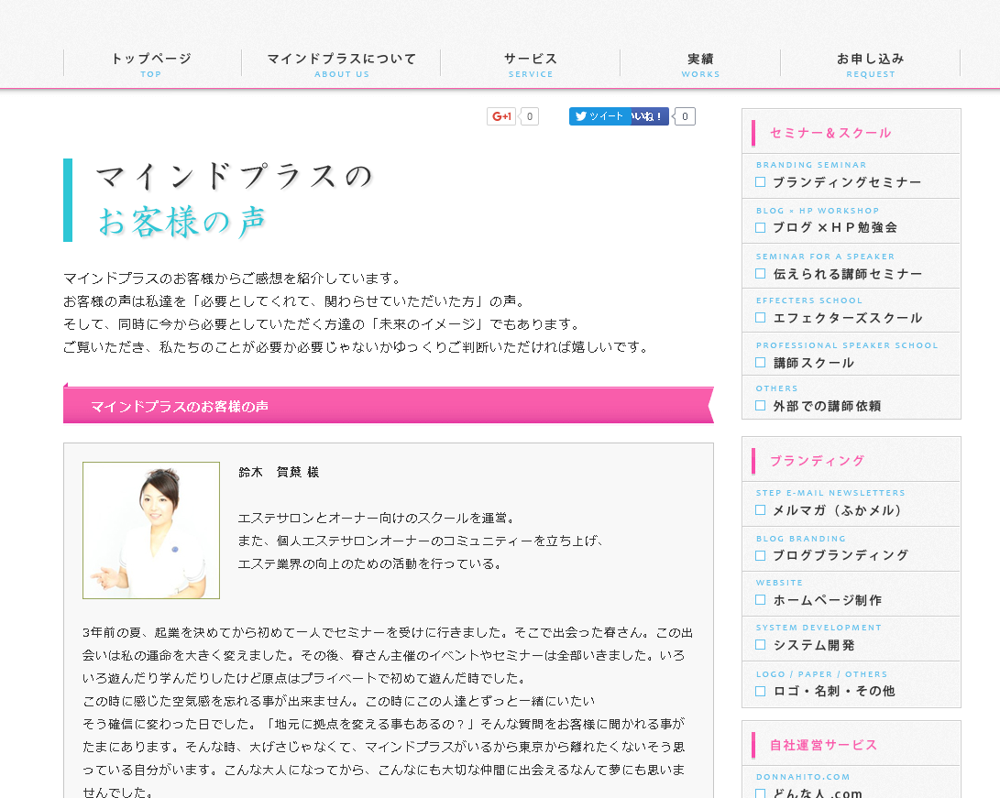 トップページ
TOP
マインドプラスについて
ABOUT US
サービス
SERVICE
実績
WORKS
お申し込み
REQUEST
G+1 0
ツイート いいね！ 0
マインドプラスの
お客様の声
マインドプラスのお客様からご感想を紹介しています。
お客様の声は私達を「必要としてくれて、関わらせていただいた方」の声。
そして、同時に今から必要としていただく方達の「未来のイメージ」でもあります。
ご覧いただき、私たちのことが必要か必要じゃないかゆっくりご判断いただければ嬉しいです。
マインドプラスのお客様の声
鈴木　賀葉 様
エステサロンとオーナー向けのスクールを運営。
また、個人エステサロンオーナーのコミュニティーを立ち上げ、
エステ業界の向上のための活動を行っている。
3年前の夏、起業を決めてから初めて一人でセミナーを受けに行きました。そこで出会った春さん。この出
会いは私の運命を大きく変えました。その後、春さん主催のイベントやセミナーは全部いきました。いろ
いろ遊んだり学んだりしたけど原点はプライベートで初めて遊んだ時でした。
この時に感じた空気感を忘れる事が出来ません。この時にこの人達とずっと一緒にいたい
そう確信に変わった日でした。「地元に拠点を変える事もあるの？」そんな質問をお客様に聞かれる事が
たまにあります。そんな時、大げさじゃなくて、マインドプラスがいるから東京から離れたくないそう思
っている自分がいます。こんな大人になってから、こんなにも大切な仲間に出会えるなんて夢にも思いま
せんでした。
セミナー＆スクール
BRANDING SEMINAR
ブランディングセミナー
BLOG × HP WORKSHOP
ブログ×ＨＰ勉強会
SEMINAR FOR A SPEAKER
伝えられる講師セミナー
EFFECTERS SCHOOL
エフェクターズスクール
PROFESSIONAL SPEAKER SCHOOL
講師スクール
OTHERS
外部での講師依頼
ブランディング
STEP E-MAIL NEWSLETTERS
メルマガ（ふかメル）
BLOG BRANDING
ブログブランディング
WEBSITE
ホームページ制作
SYSTEM DEVELOPMENT
システム開発
LOGO / PAPER / OTHERS
ロゴ・名刺・その他
自社運営サービス
DONNAHITO.COM
どんな人.com